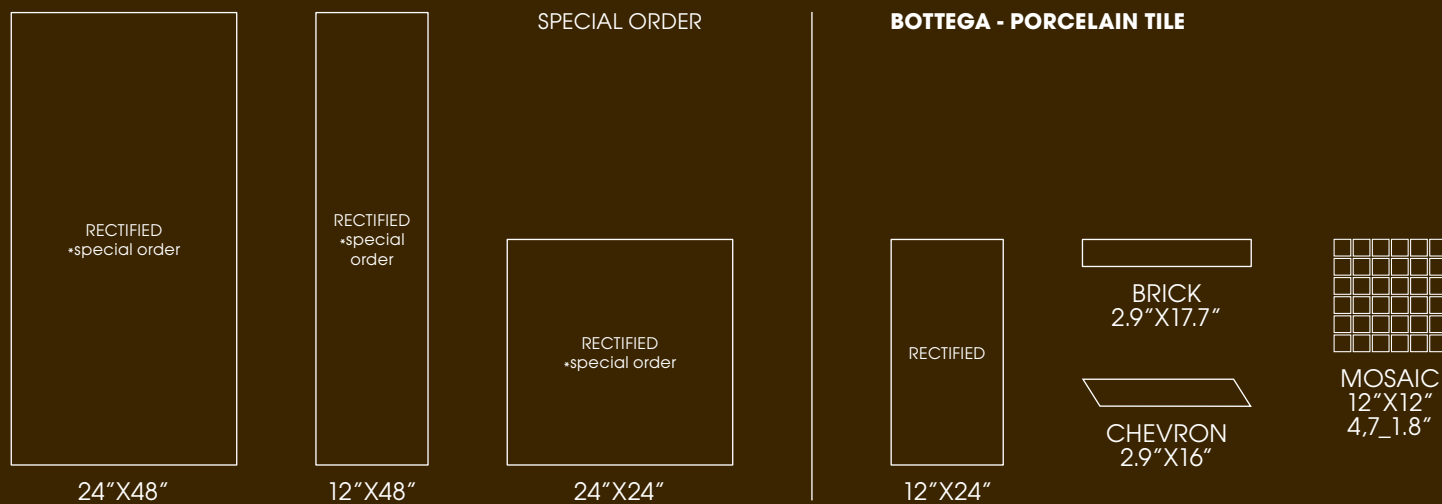 SPECIAL ORDER
BOTTEGA - PORCELAIN TILE
RECTIFIED
*special order
24”X48”
RECTIFIED
*special
order
12”X48”
RECTIFIED
*special order
24”X24”
RECTIFIED
12”X24”
BRICK
2.9”X17.7”
CHEVRON
2.9”X16”
MOSAIC
12”X12”
4,7_1.8”